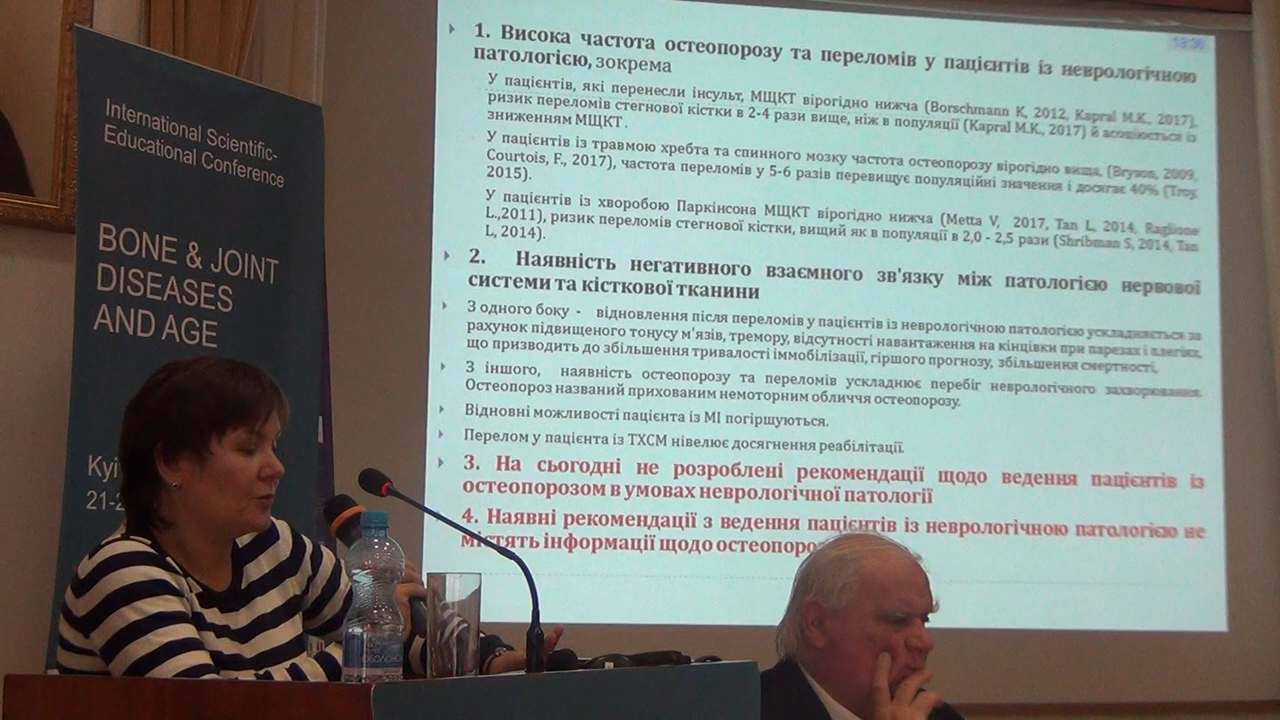 International Scientific-
Educational Conference
BONE & JOINT
DISEASES
AND AGE
Kyi
21-2
18:36
1. Висока частота остеопорозу та переломів у пацієнтів із неврологічною
патологією, зокрема
У пацієнтів, які перенесли інсульт, МЩКТ вірогідно нижча (Borschmann K, 2012, Kapral M.K., 2017),
ризик переломів стегнової кістки в 2-4 рази вище, ніж в популяції (Kapral M.K., 2017) й асоціюється із
зниженням МЩКТ.
У пацієнтів із травмою хребта та спинного мозку частота остеопорозу вірогідно вища, (Bryson, 2009,
Courtois, F., 2017), частота переломів у 5-6 разів перевищує популяційні значення і досягає 40% (Troy,
2015).
У пацієнтів із хворобою Паркінсона МЩКТ вірогідно нижча (Metta V, 2017, Tan L, 2014, Raglione
L.,2011), ризик переломів стегнової кістки, вищий як в популяції в 2,0 - 2,5 рази (Shribman S, 2014, Tan
L, 2014).
2. Наявність негативного взаємного зв'язку між патологією нервової
системи та кісткової тканини
З одного боку - відновлення після переломів у пацієнтів із неврологічною патологією ускладнюється за
рахунок підвищеного тонусу м'язів, тремору, відсутності навантаження на кінцівки при парезах і плегіях,
що призводить до збільшення тривалості іммобілізації, гіршого прогнозу, збільшення смертності,
З іншого, наявність остеопорозу та переломів ускладнює перебіг неврологічного захворювання.
Остеопороз названий прихованим немоторним обличчя остеопорозу.
Відновні можливості пацієнта із МІ погіршуються.
Перелом у пацієнта із ТХСМ нівелює досягнення реабілітації.
3. На сьогодні не розроблені рекомендації щодо ведення пацієнтів із
остеопорозом в умовах неврологічної патології
4. Наявні рекомендації з ведення пацієнтів із неврологічною патологією не
містять інформації щодо остеопоро
ОБОЛОНС